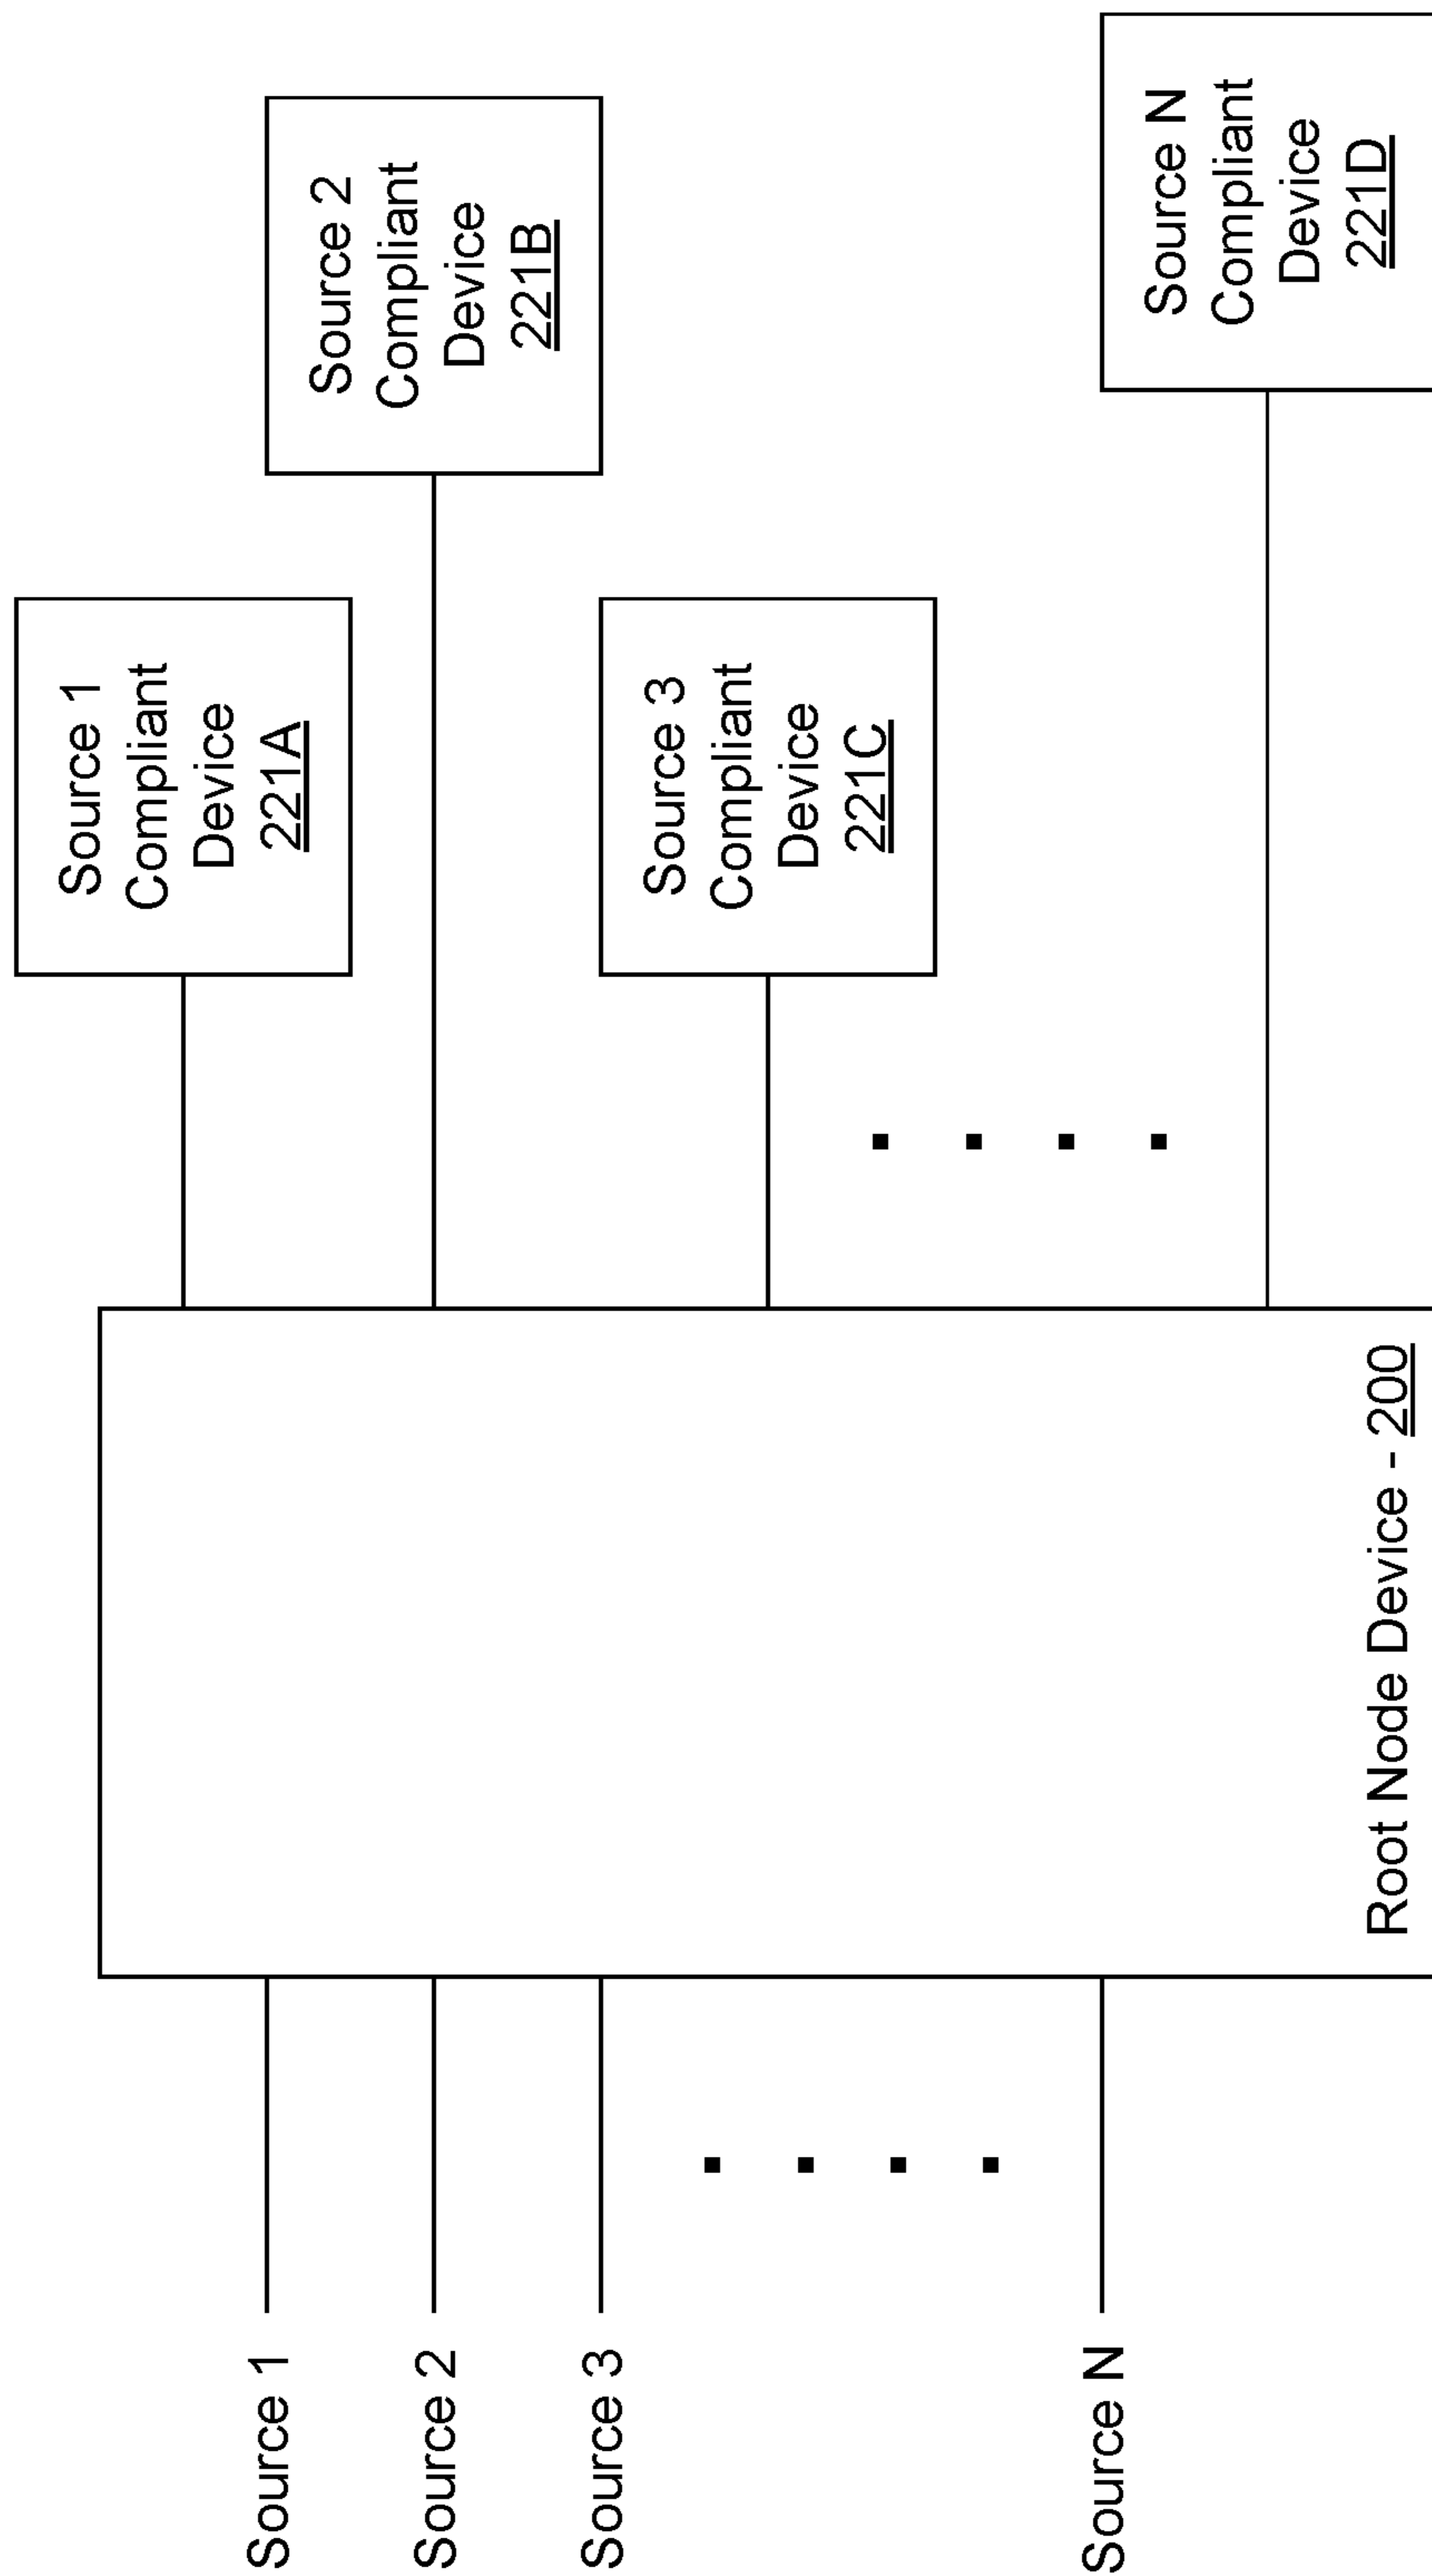 Source 1
Source 2
Source 3
Source N
Root Node Device - 200
Source 1
Compliant
Device
221A
Source 2
Compliant
Device
221B
Source 3
Compliant
Device
221C
Source N
Compliant
Device
221D